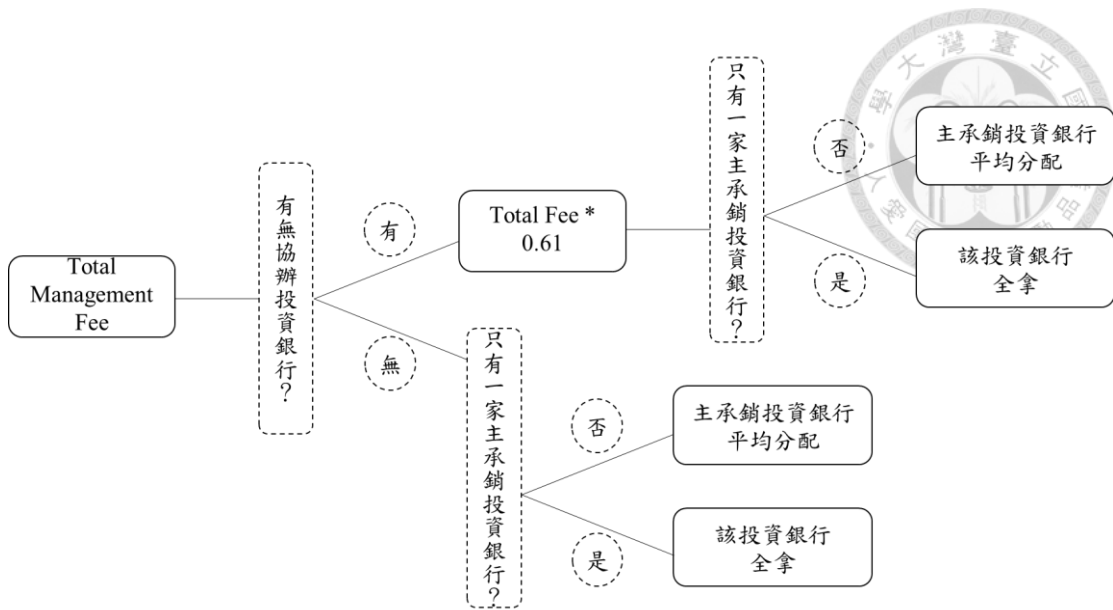 Total
Management
Fee
有無協辦投資銀行？
有
無
Total Fee *
0.61
只有一家主承銷投資銀行？
否
是
主承銷投資銀行
平均分配
該投資銀行
全拿
只有一家主承銷投資銀行？
否
是
主承銷投資銀行
平均分配
該投資銀行
全拿